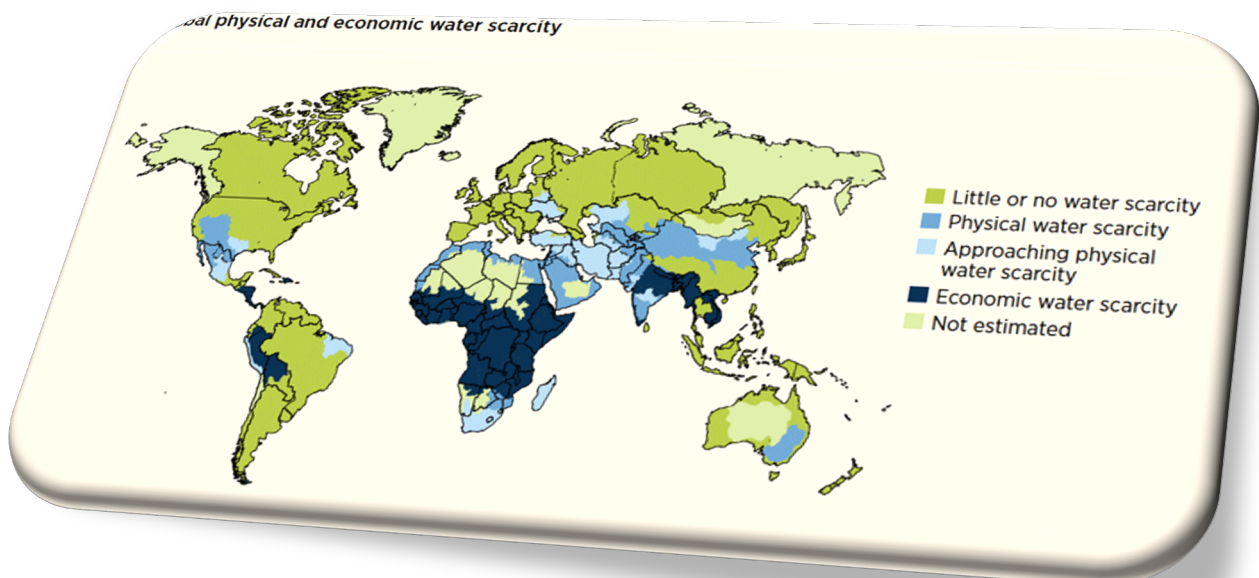 physical and economic water scarcity
Little or no water scarcity
Physical water scarcity
Approaching physical
water scarcity
Economic water scarcity
Not estimated